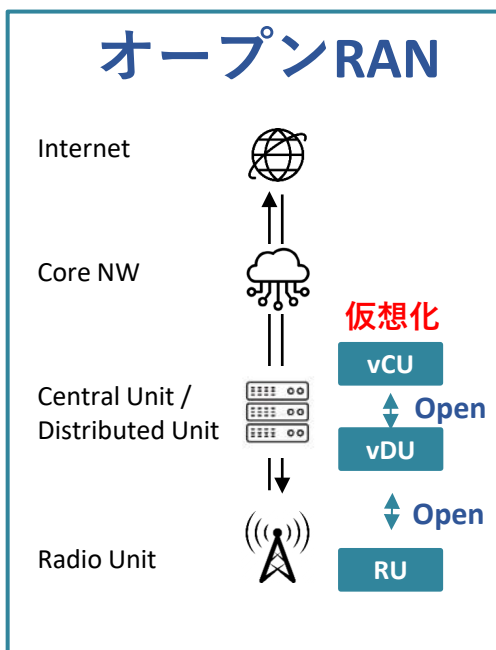 オープンRAN
Internet
Core NW
仮想化
vCU
Central Unit /
Distributed Unit
Open
vDU
Open
Radio Unit
RU